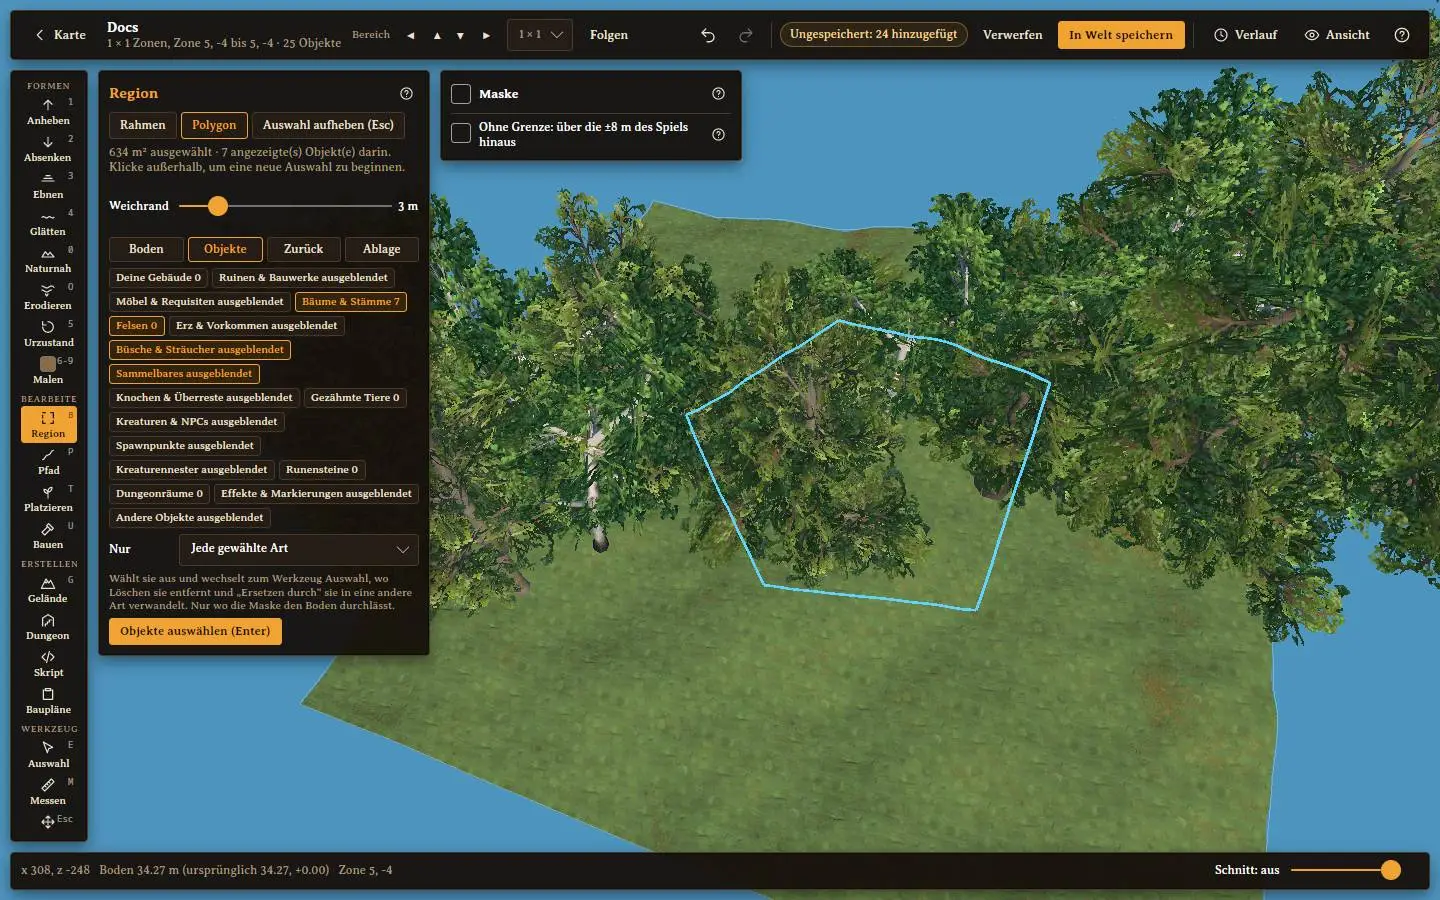 Karte
Docs
1 × 1 Zonen, Zone 5, -4 bis 5, -4 · 25 Objekte
Bereich
1 × 1
Folgen
Ungespeichert: 24 hinzugefügt
Verwerfen
In Welt speichern
Verlauf
Ansicht
FORMEN
1
Anheben
2
Absenken
3
Ebnen
4
Glätten
0
Naturnah
O
Erodieren
5
Urzustand
6-9
Malen
BEARBEITE
B
Region
P
Pfad
T
Platzieren
U
Bauen
ERSTELLEN
G
Gelände
Dungeon
Skript
Baupläne
WERKZEUG
E
Auswahl
M
Messen
Esc
Region
Rahmen
Polygon
Auswahl aufheben (Esc)
634 m² ausgewählt · 7 angezeigte(s) Objekt(e) darin.
Klicke außerhalb, um eine neue Auswahl zu beginnen.
Weichrand
3 m
Boden
Objekte
Zurück
Ablage
Deine Gebäude 0
Ruinen & Bauwerke ausgeblendet
Möbel & Requisiten ausgeblendet
Bäume & Stämme 7
Felsen 0
Erz & Vorkommen ausgeblendet
Büsche & Sträucher ausgeblendet
Sammelbares ausgeblendet
Knochen & Überreste ausgeblendet
Gezähmte Tiere 0
Kreaturen & NPCs ausgeblendet
Spawnpunkte ausgeblendet
Kreaturennester ausgeblendet
Runensteine 0
Dungeonräume 0
Effekte & Markierungen ausgeblendet
Andere Objekte ausgeblendet
Nur
Jede gewählte Art
Wählt sie aus und wechselt zum Werkzeug Auswahl, wo
Löschen sie entfernt und „Ersetzen durch“ sie in eine andere
Art verwandelt. Nur wo die Maske den Boden durchlässt.
Objekte auswählen (Enter)
Maske
Ohne Grenze: über die ±8 m des Spiels
hinaus
x 308, z -248
Boden 34.27 m (ursprünglich 34.27, +0.00)
Zone 5, -4
Schnitt: aus